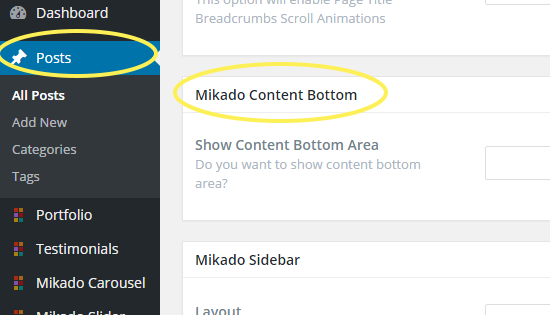 Dashboard
Posts
All Posts
Add New
Categories
Tags
Portfolio
Testimonials
Mikado Carousel
Mikado Slider
This option will enable Page Title
Breadcrumbs Scroll Animations
Mikado Content Bottom
Show Content Bottom Area
Do you want to show content bottom
area?
Mikado Sidebar
Layout